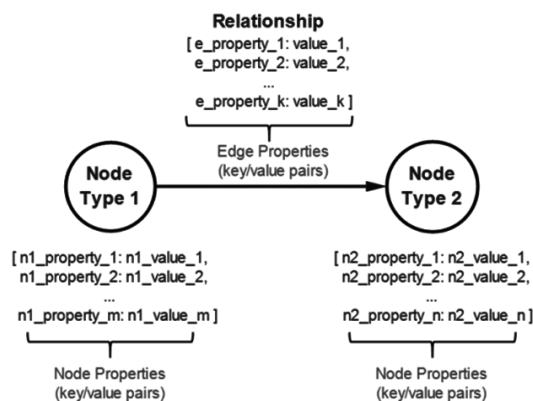 Relationship
[ e_property_1: value_1,
e_property_2: value_2,
...
e_property_k: value_k ]
Edge Properties
(key/value pairs)
Node
Type 1
Node
Type 2
[ n1_property_1: n1_value_1,
n1_property_2: n1_value_2,
...
n1_property_m: n1_value_m ]
Node Properties
(key/value pairs)
[ n2_property_1: n2_value_1,
n2_property_2: n2_value_2,
...
n2_property_n: n2_value_n ]
Node Properties
(key/value pairs)